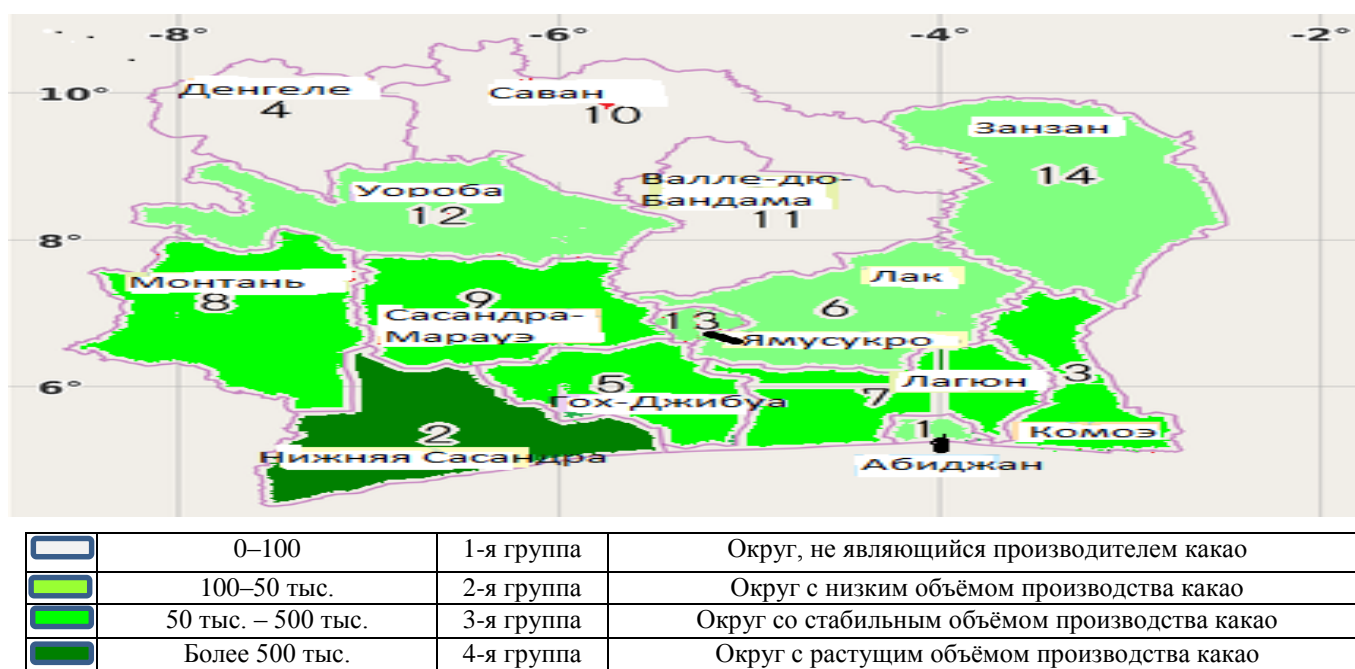 -8° -6° -4° -2°
10°
Денгеле
4
Саван
10
Занзан
14
Уороба
12
Валле-дю-
Бандама
11
8°
Монтань
8
9
Сасандра-
Марауэ
Лак
6
13
Ямусукро
6°
5
Гох-Джибуа
Лагюн
7
3
2
Нижняя Сасандра
1
Комоэ
Абиджан
0–100 1-я группа Округ, не являющийся производителем какао
100–50 тыс. 2-я группа Округ с низким объёмом производства какао
50 тыс. – 500 тыс. 3-я группа Округ со стабильным объёмом производства какао
Более 500 тыс. 4-я группа Округ с растущим объёмом производства какао